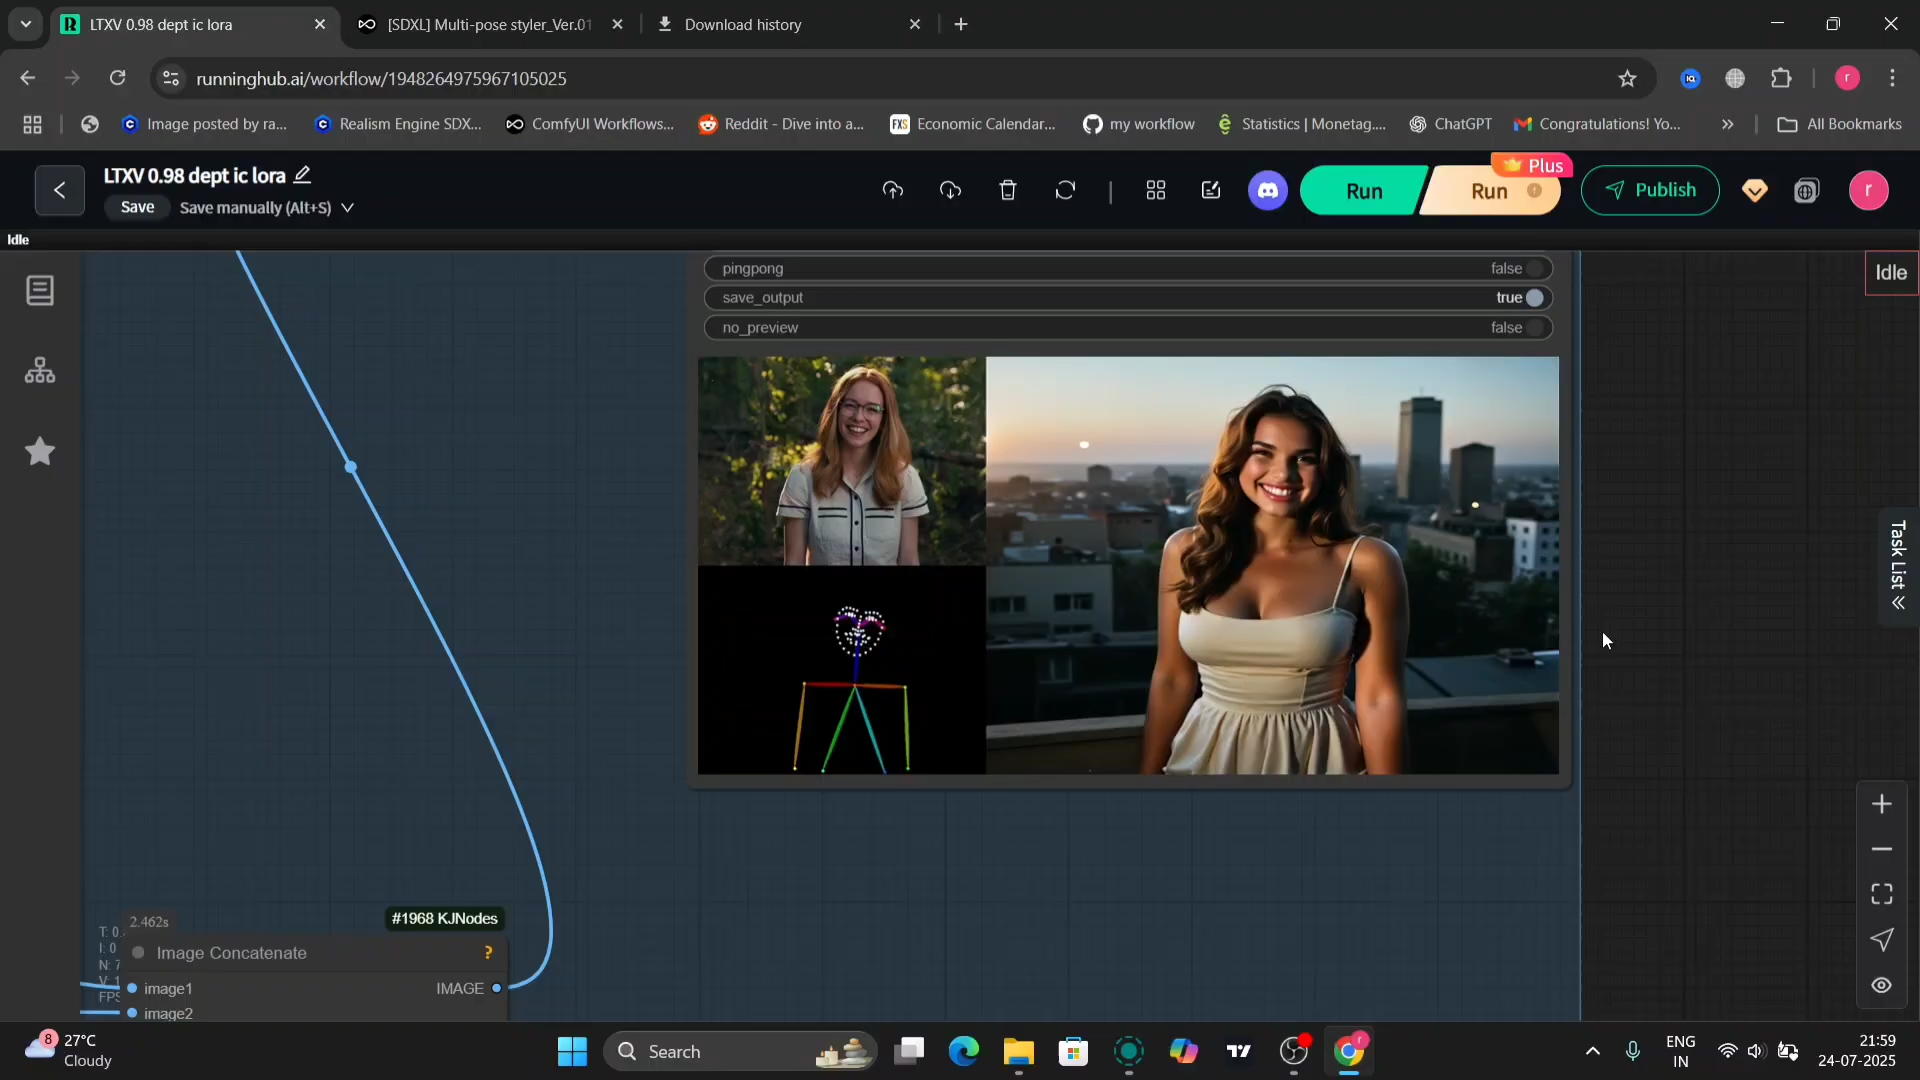 LTXV 0.98 dept ic lora
[SDXL] Multi-pose styler_Ver.01
Download history
runninghub.ai/workflow/1948264975967105025
Image posted by ra...
Realism Engine SDX...
ComfyUI Workflows...
Reddit - Dive into a...
FXS Economic Calendar...
my workflow
Statistics | Monetag....
ChatGPT
Congratulations! Yo...
All Bookmarks
LTXV 0.98 dept ic lora
Save
Save manually (Alt+S)
Run
Run
Plus
Publish
r
Idle
Idle
pingpong false
save_output true
no_preview false
Task List
#1968 KJNodes
2.462s
Image Concatenate ?
image1 IMAGE
image2
8
27°C
Cloudy
Search
ENG
IN
21:59
24-07-2025